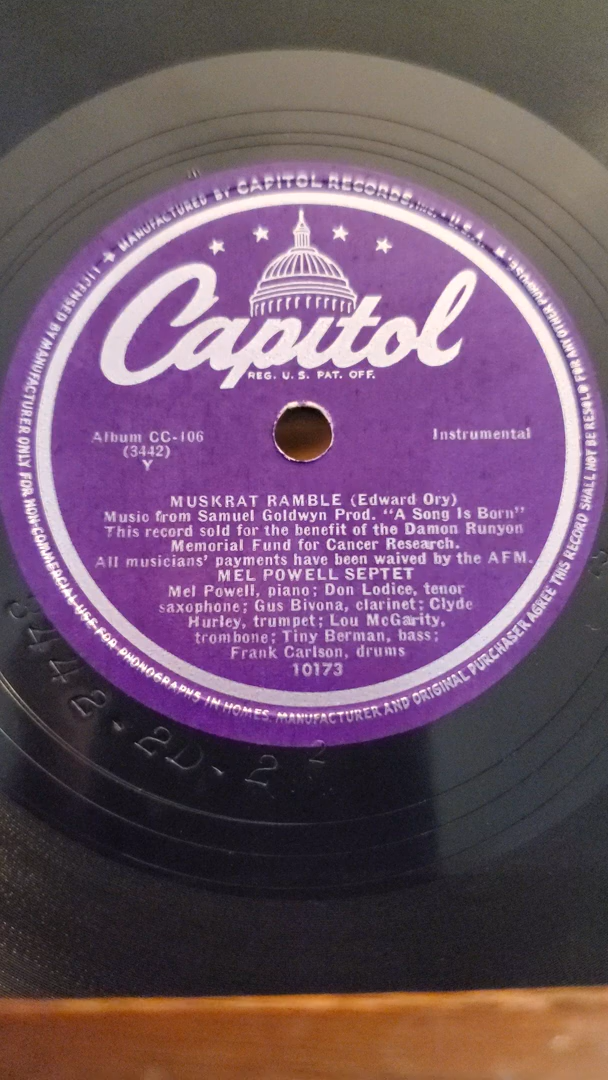 MANUFACTURED BY CAPITOL RECORDS, INC. U.S.A.
Capitol
REG. U. S. PAT. OFF.
Album CC-106
(3442)
Y
Instrumental
MUSKRAT RAMBLE (Edward Ory)
Music from Samuel Goldwyn Prod. "A Song Is Born"
This record sold for the benefit of the Damon Runyon
Memorial Fund for Cancer Research.
All musicians' payments have been waived by the AFM.
MEL POWELL SEPTET
Mel Powell, piano; Don Lodice, tenor
saxophone; Gus Bivona, clarinet; Clyde
Hurley, trumpet; Lou McGarity,
trombone; Tiny Berman, bass;
Frank Carlson, drums
10173
LICENSED BY MANUFACTURER ONLY FOR NON-COMMERCIAL USE FOR PHONOGRAPHS IN HOMES. MANUFACTURER AND ORIGINAL PURCHASER AGREE THIS RECORD SHALL NOT BE RESOLD FOR ANY OTHER PURPOSE
3442-2D-2 2